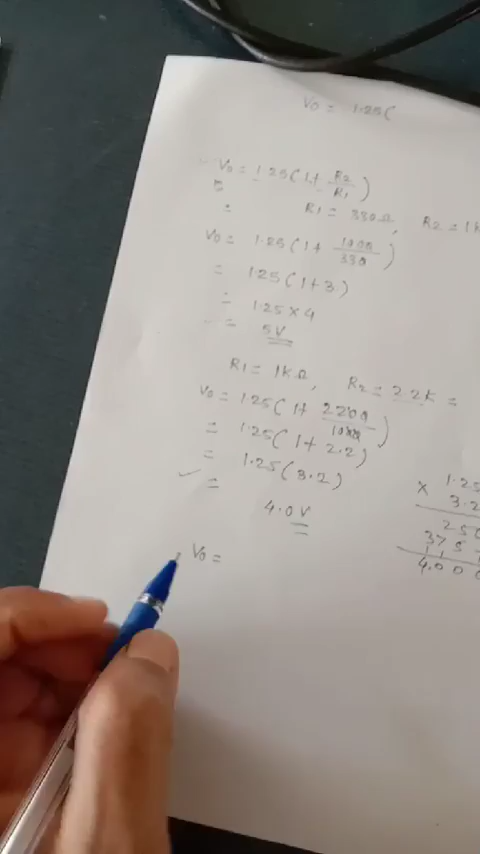 V0 = 1.25(
V0 = 1.25(1+ R2/R1)
= R1 = 330Ω, R2 = 1k
V0 = 1.25(1+ 1000/330)
= 1.25(1+3.)
= 1.25×4
= 5V
R1 = 1kΩ, R2 = 2.2k =
V0 = 1.25(1+ 2200/1000)
= 1.25(1+2.2)
= 1.25(3.2)
=
4.0V
1.25
× 3.2
250
375
4.00
V0 =